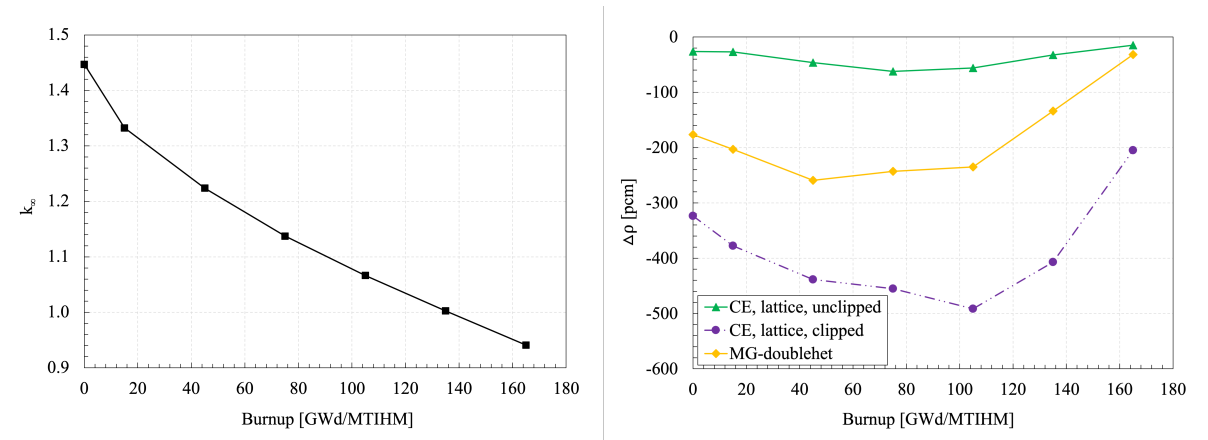 1.5
1.4
1.3
1.2
1.1
1.0
0.9
k∞
0 20 40 60 80 100 120 140 160 180
Burnup [GWd/MTIHM]
0
-100
-200
-300
-400
-500
-600
Δρ [pcm]
CE, lattice, unclipped
CE, lattice, clipped
MG-doublehet
0 20 40 60 80 100 120 140 160 180
Burnup [GWd/MTIHM]